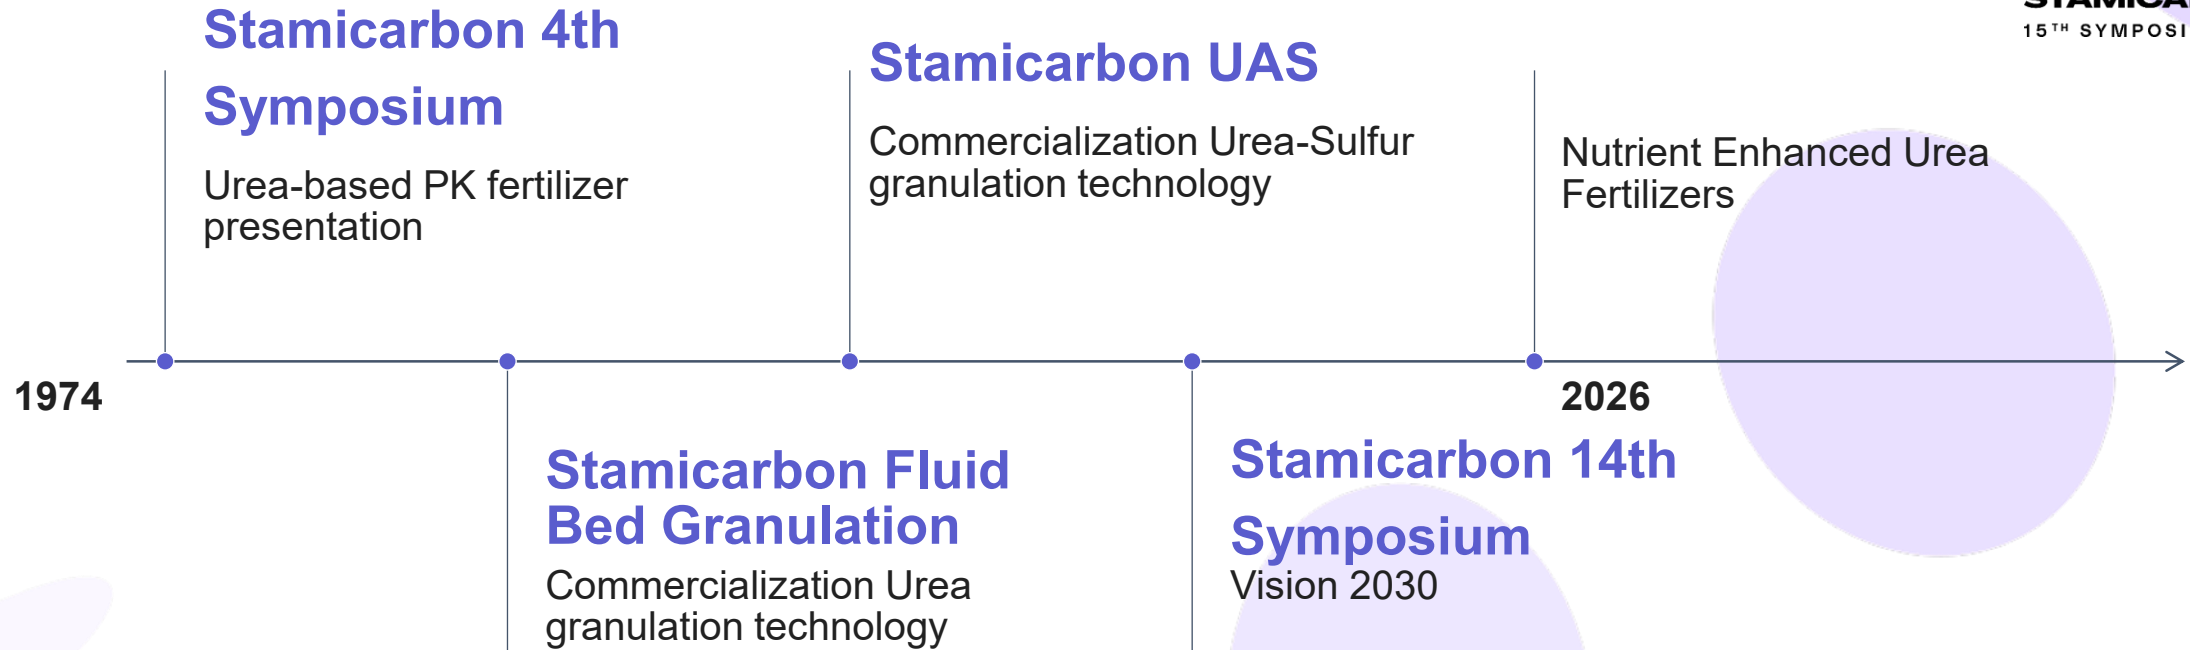 15TH SYMPOSI
Stamicarbon 4th
Symposium
Urea-based PK fertilizer
presentation
Stamicarbon UAS
Commercialization Urea-Sulfur
granulation technology
Nutrient Enhanced Urea
Fertilizers
1974
2026
Stamicarbon Fluid
Bed Granulation
Commercialization Urea
granulation technology
Stamicarbon 14th
Symposium
Vision 2030